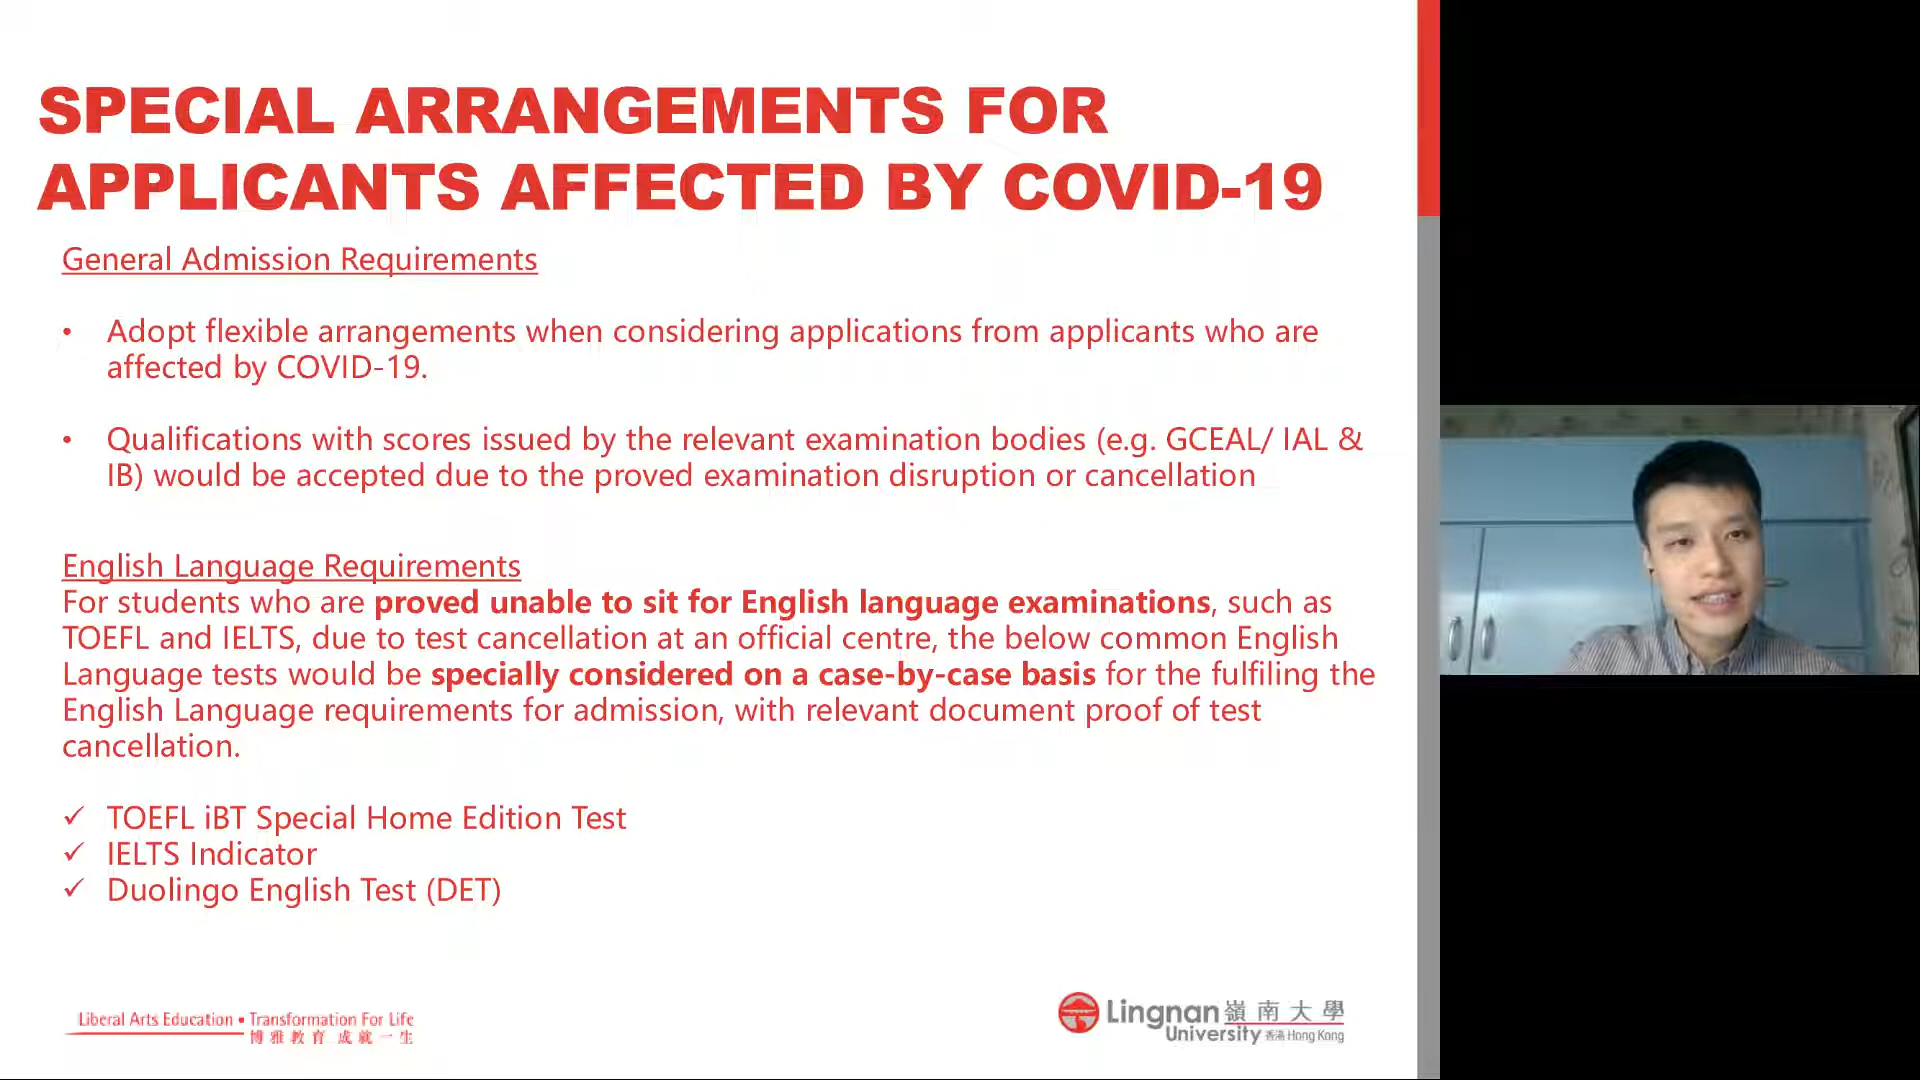 SPECIAL ARRANGEMENTS FOR
APPLICANTS AFFECTED BY COVID-19
General Admission Requirements
• Adopt flexible arrangements when considering applications from applicants who are
affected by COVID-19.
• Qualifications with scores issued by the relevant examination bodies (e.g. GCEAL/ IAL &
IB) would be accepted due to the proved examination disruption or cancellation
English Language Requirements
For students who are proved unable to sit for English language examinations, such as
TOEFL and IELTS, due to test cancellation at an official centre, the below common English
Language tests would be specially considered on a case-by-case basis for the fulfiling the
English Language requirements for admission, with relevant document proof of test
cancellation.
✓ TOEFL iBT Special Home Edition Test
✓ IELTS Indicator
✓ Duolingo English Test (DET)
Liberal Arts Education • Transformation For Life
博雅教育 成就一生
Lingnan 嶺南大學
University 香港 Hong Kong